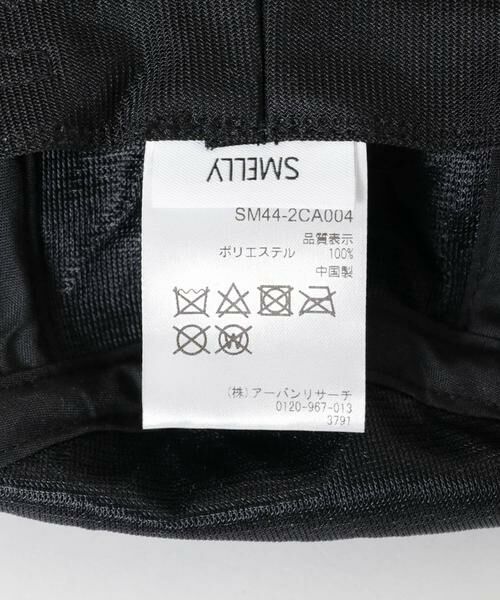 SMELLY
SM44-2CA004
品質表示
ポリエステル 100%
中国製
(株)アーバンリサーチ
0120-967-013
3791